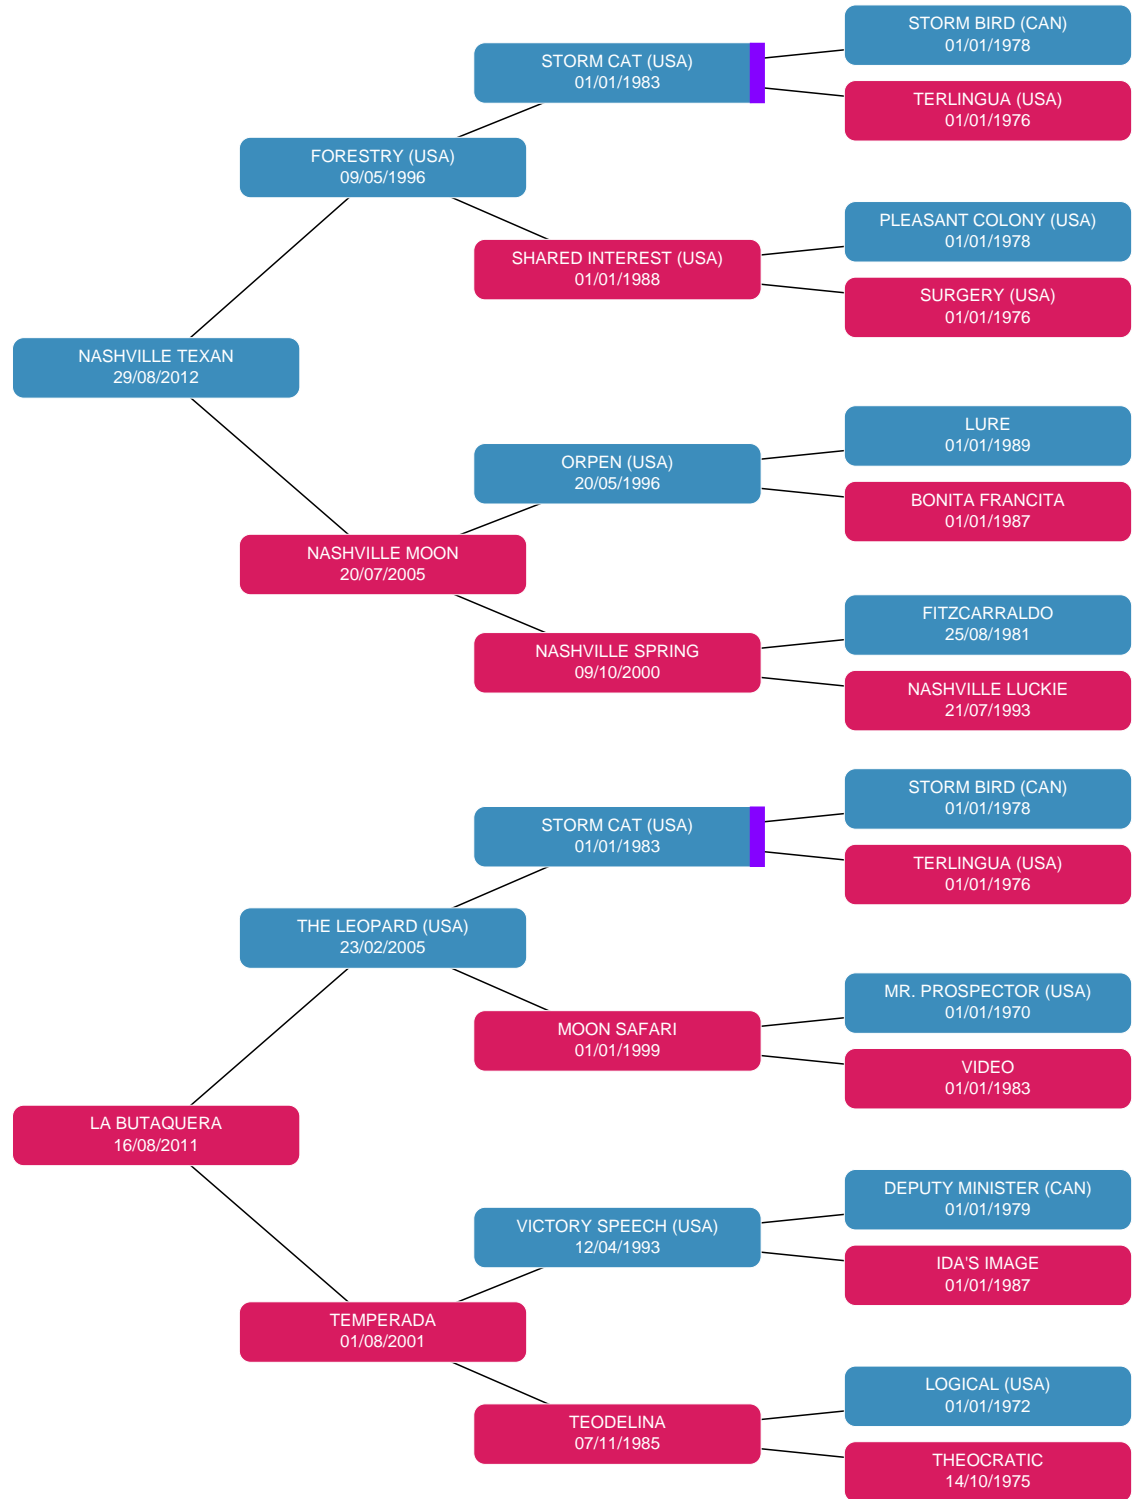 STORM BIRD (CAN)
01/01/1978
STORM CAT (USA)
01/01/1983
TERLINGUA (USA)
01/01/1976
FORESTRY (USA)
09/05/1996
PLEASANT COLONY (USA)
01/01/1978
SHARED INTEREST (USA)
01/01/1988
SURGERY (USA)
01/01/1976
NASHVILLE TEXAN
29/08/2012
LURE
01/01/1989
ORPEN (USA)
20/05/1996
BONITA FRANCITA
01/01/1987
NASHVILLE MOON
20/07/2005
FITZCARRALDO
25/08/1981
NASHVILLE SPRING
09/10/2000
NASHVILLE LUCKIE
21/07/1993
STORM BIRD (CAN)
01/01/1978
STORM CAT (USA)
01/01/1983
TERLINGUA (USA)
01/01/1976
THE LEOPARD (USA)
23/02/2005
MR. PROSPECTOR (USA)
01/01/1970
MOON SAFARI
01/01/1999
VIDEO
01/01/1983
LA BUTAQUERA
16/08/2011
DEPUTY MINISTER (CAN)
01/01/1979
VICTORY SPEECH (USA)
12/04/1993
IDA'S IMAGE
01/01/1987
TEMPERADA
01/08/2001
LOGICAL (USA)
01/01/1972
TEODELINA
07/11/1985
THEOCRATIC
14/10/1975